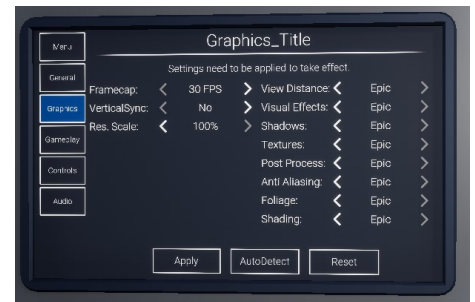 Graphics_Title
Settings need to be applied to take effect.
Menu
General
Graphics
Gameplay
Controls
Audio
Framecap: < 30 FPS >
VerticalSync: < No >
Res. Scale: < 100% >
View Distance: < Epic >
Visual Effects: < Epic >
Shadows: < Epic >
Textures: < Epic >
Post Process: < Epic >
Anti Aliasing: < Epic >
Foliage: < Epic >
Shading: < Epic >
Apply
AutoDetect
Reset